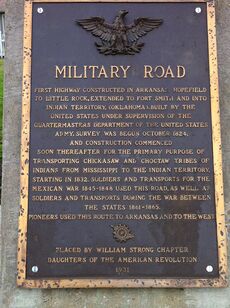 MILITARY ROAD
FIRST HIGHWAY CONSTRUCTED IN ARKANSAS. HOPEFIELD
TO LITTLE ROCK, EXTENDED TO FORT SMITH AND INTO
INDIAN TERRITORY, (OKLAHOMA). BUILT BY THE
UNITED STATES UNDER SUPERVISION OF THE
QUARTERMASTERS DEPARTMENT OF THE UNITED STATES
ARMY. SURVEY WAS BEGUN OCTOBER 1824,
AND CONSTRUCTION COMMENCED
SOON THEREAFTER FOR THE PRIMARY PURPOSE OF
TRANSPORTING CHICKASAW AND CHOCTAW TRIBES OF
INDIANS FROM MISSISSIPPI TO THE INDIAN TERRITORY,
STARTING IN 1832. SOLDIERS AND TRANSPORTS FOR THE
MEXICAN WAR 1845-1848 USED THIS ROAD, AS WELL AS
SOLDIERS AND TRANSPORTS DURING THE WAR BETWEEN
THE STATES 1861-1865.
PIONEERS USED THIS ROUTE TO ARKANSAS AND TO THE WEST
PLACED BY WILLIAM STRONG CHAPTER
DAUGHTERS OF THE AMERICAN REVOLUTION
1931